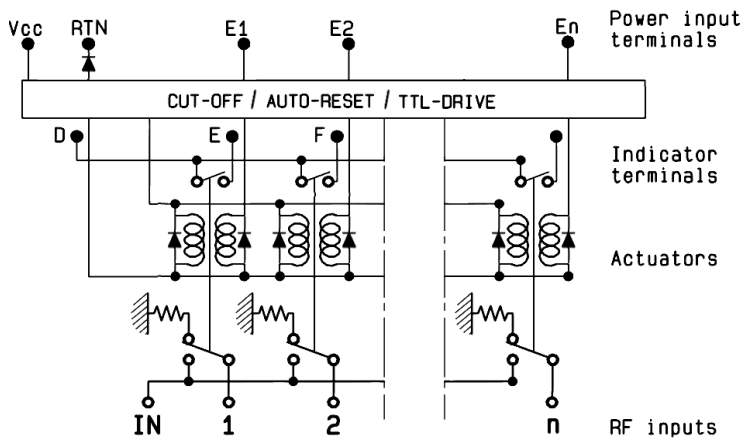 Vcc RTN E1 E2 En Power input
terminals
CUT-OFF / AUTO-RESET / TTL-DRIVE
D E F
Indicator
terminals
Actuators
IN 1 2 n RF inputs